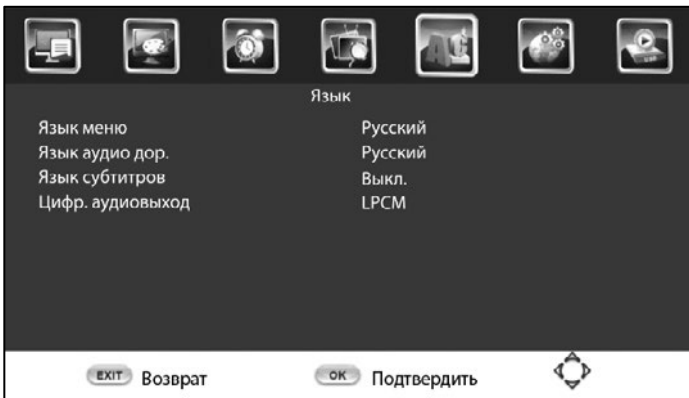 Язык
Язык меню Русский
Язык аудио дор. Русский
Язык субтитров Выкл.
Цифр. аудиовыход LPCM
EXIT Возврат OK Подтвердить